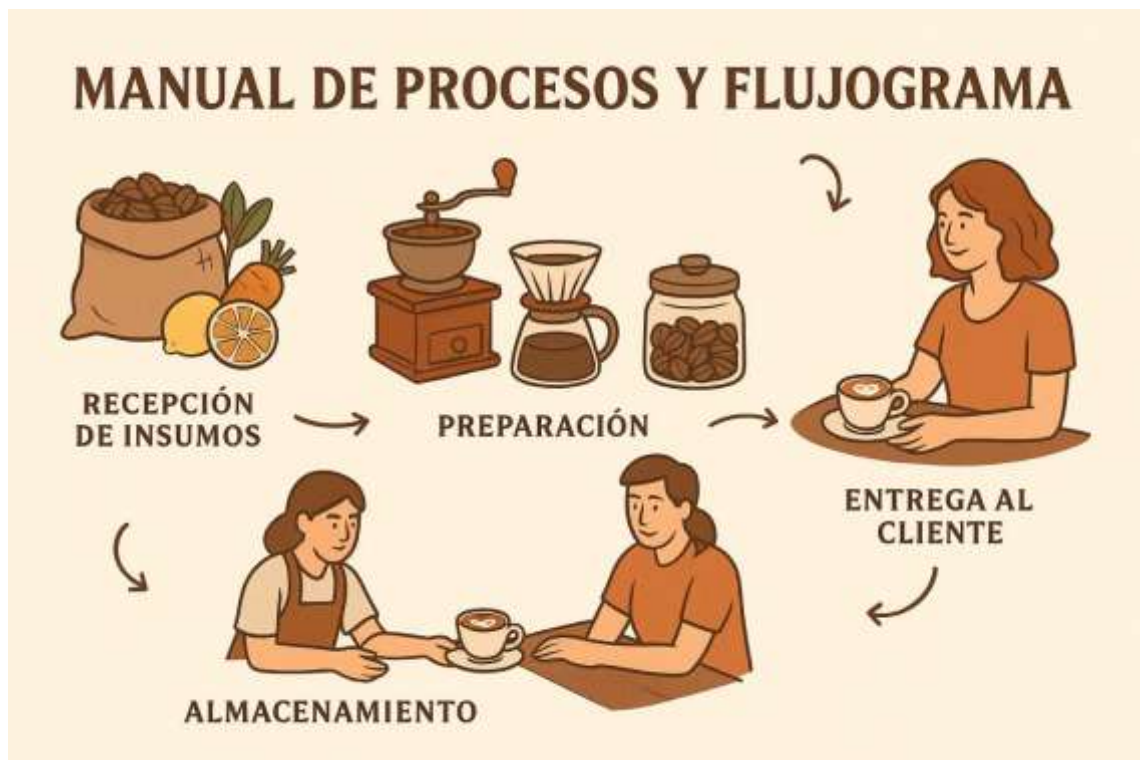 MANUAL DE PROCESOS Y FLUJOGRAMA
RECEPCIÓN
DE INSUMOS
PREPARACIÓN
ENTREGA AL
CLIENTE
ALMACENAMIENTO